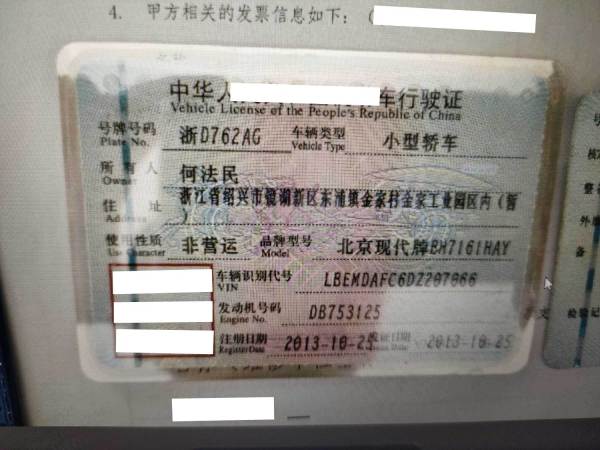 4. 甲方相关的发票信息如下：（
中华人 车行驶证
Vehicle License of the People's Republic of China
号牌号码 Plate No. 浙D762AG 车辆类型 Vehicle Type 小型轿车
所有人 Owner 何法民
住址 Address 浙江省绍兴市镜湖新区东浦镇金家村金家工业园区内（暂
）
使用性质 Use Character 非营运 品牌型号 Model 北京现代牌BH7161HAY
车辆识别代号 VIN LBEMDAFC6DZ207066
发动机号码 Engine No. DB753125
注册日期 Register Date 2013-10-25 发证日期 Issue Date 2013-10-25